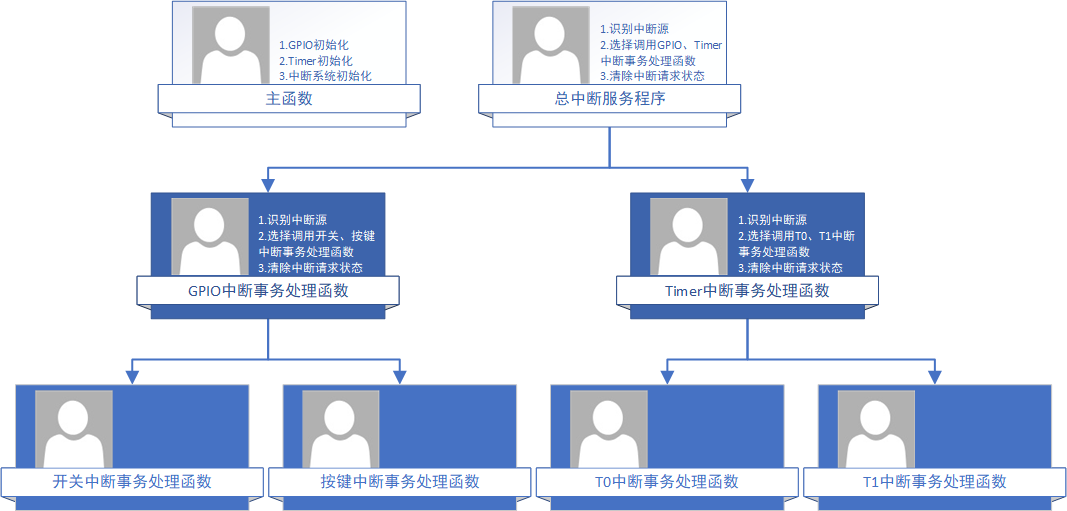 1.GPIO初始化
2.Timer初始化
3.中断系统初始化
主函数
1.识别中断源
2.选择调用GPIO、Timer
中断事务处理函数
3.清除中断请求状态
总中断服务程序
1.识别中断源
2.选择调用开关、按键
中断事务处理函数
3.清除中断请求状态
GPIO中断事务处理函数
1.识别中断源
2.选择调用T0、T1中断
事务处理函数
3.清除中断请求状态
Timer中断事务处理函数
开关中断事务处理函数
按键中断事务处理函数
T0中断事务处理函数
T1中断事务处理函数